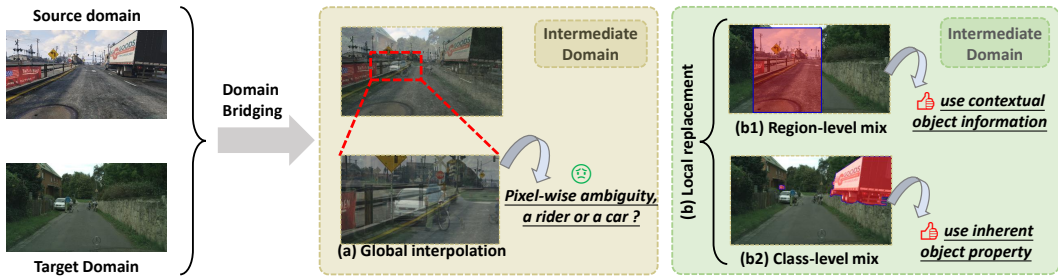 Source domain
Target Domain
Domain
Bridging
Intermediate
Domain
Pixel-wise ambiguity,
a rider or a car ?
(a) Global interpolation
(b) Local replacement
Intermediate
Domain
(b1) Region-level mix
use contextual
object information
(b2) Class-level mix
use inherent
object property